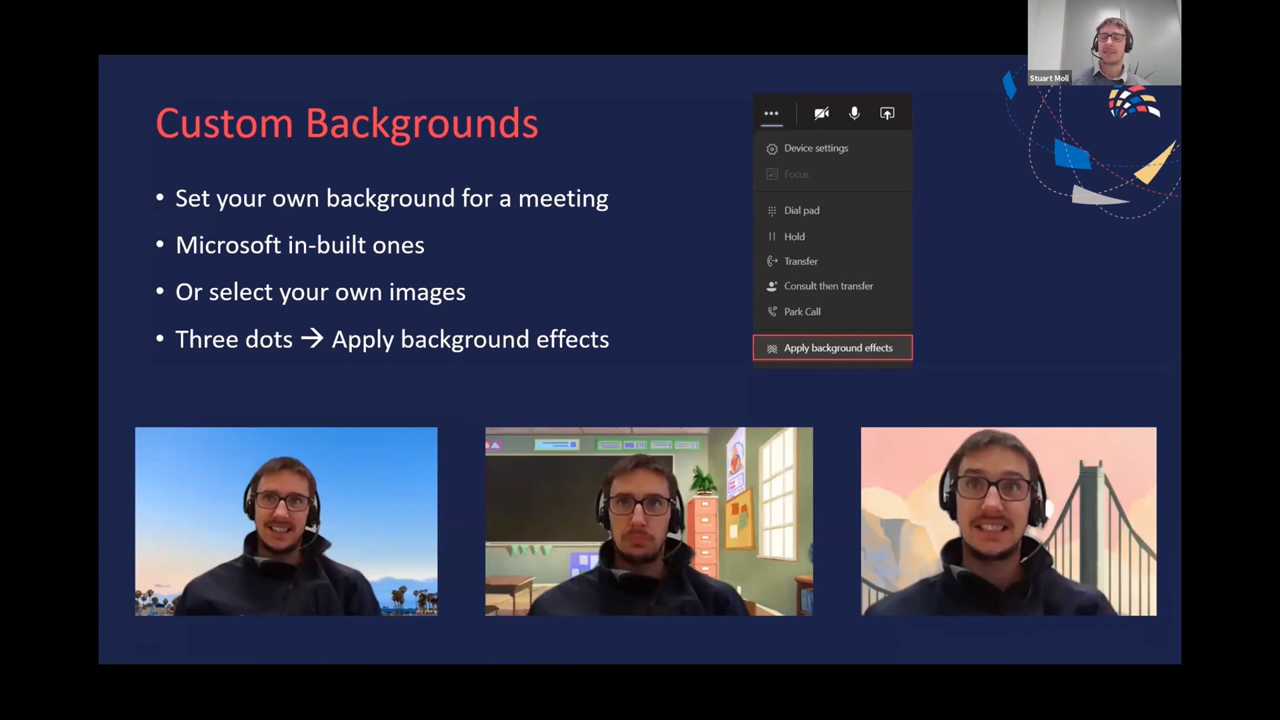 Stuart Moll
Custom Backgrounds
• Set your own background for a meeting
• Microsoft in-built ones
• Or select your own images
• Three dots → Apply background effects
Device settings
Focus
Dial pad
Hold
Transfer
Consult then transfer
Park Call
Apply background effects